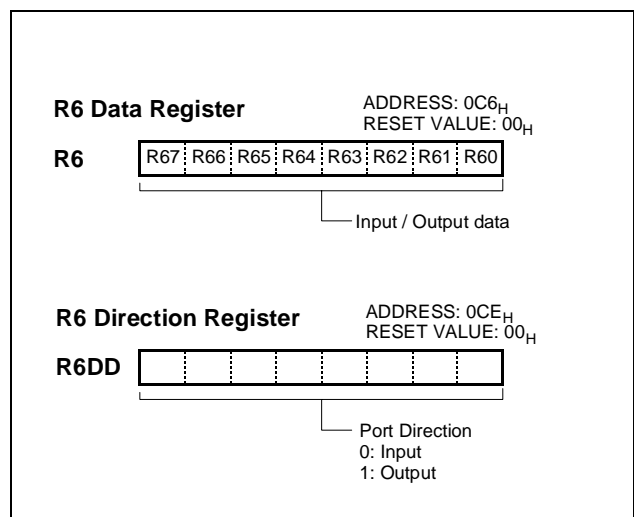 R6 Data Register
ADDRESS: 0C6H
RESET VALUE: 00H
R6
R67 R66 R65 R64 R63 R62 R61 R60
Input / Output data
R6 Direction Register
ADDRESS: 0CEH
RESET VALUE: 00H
R6DD
Port Direction
0: Input
1: Output